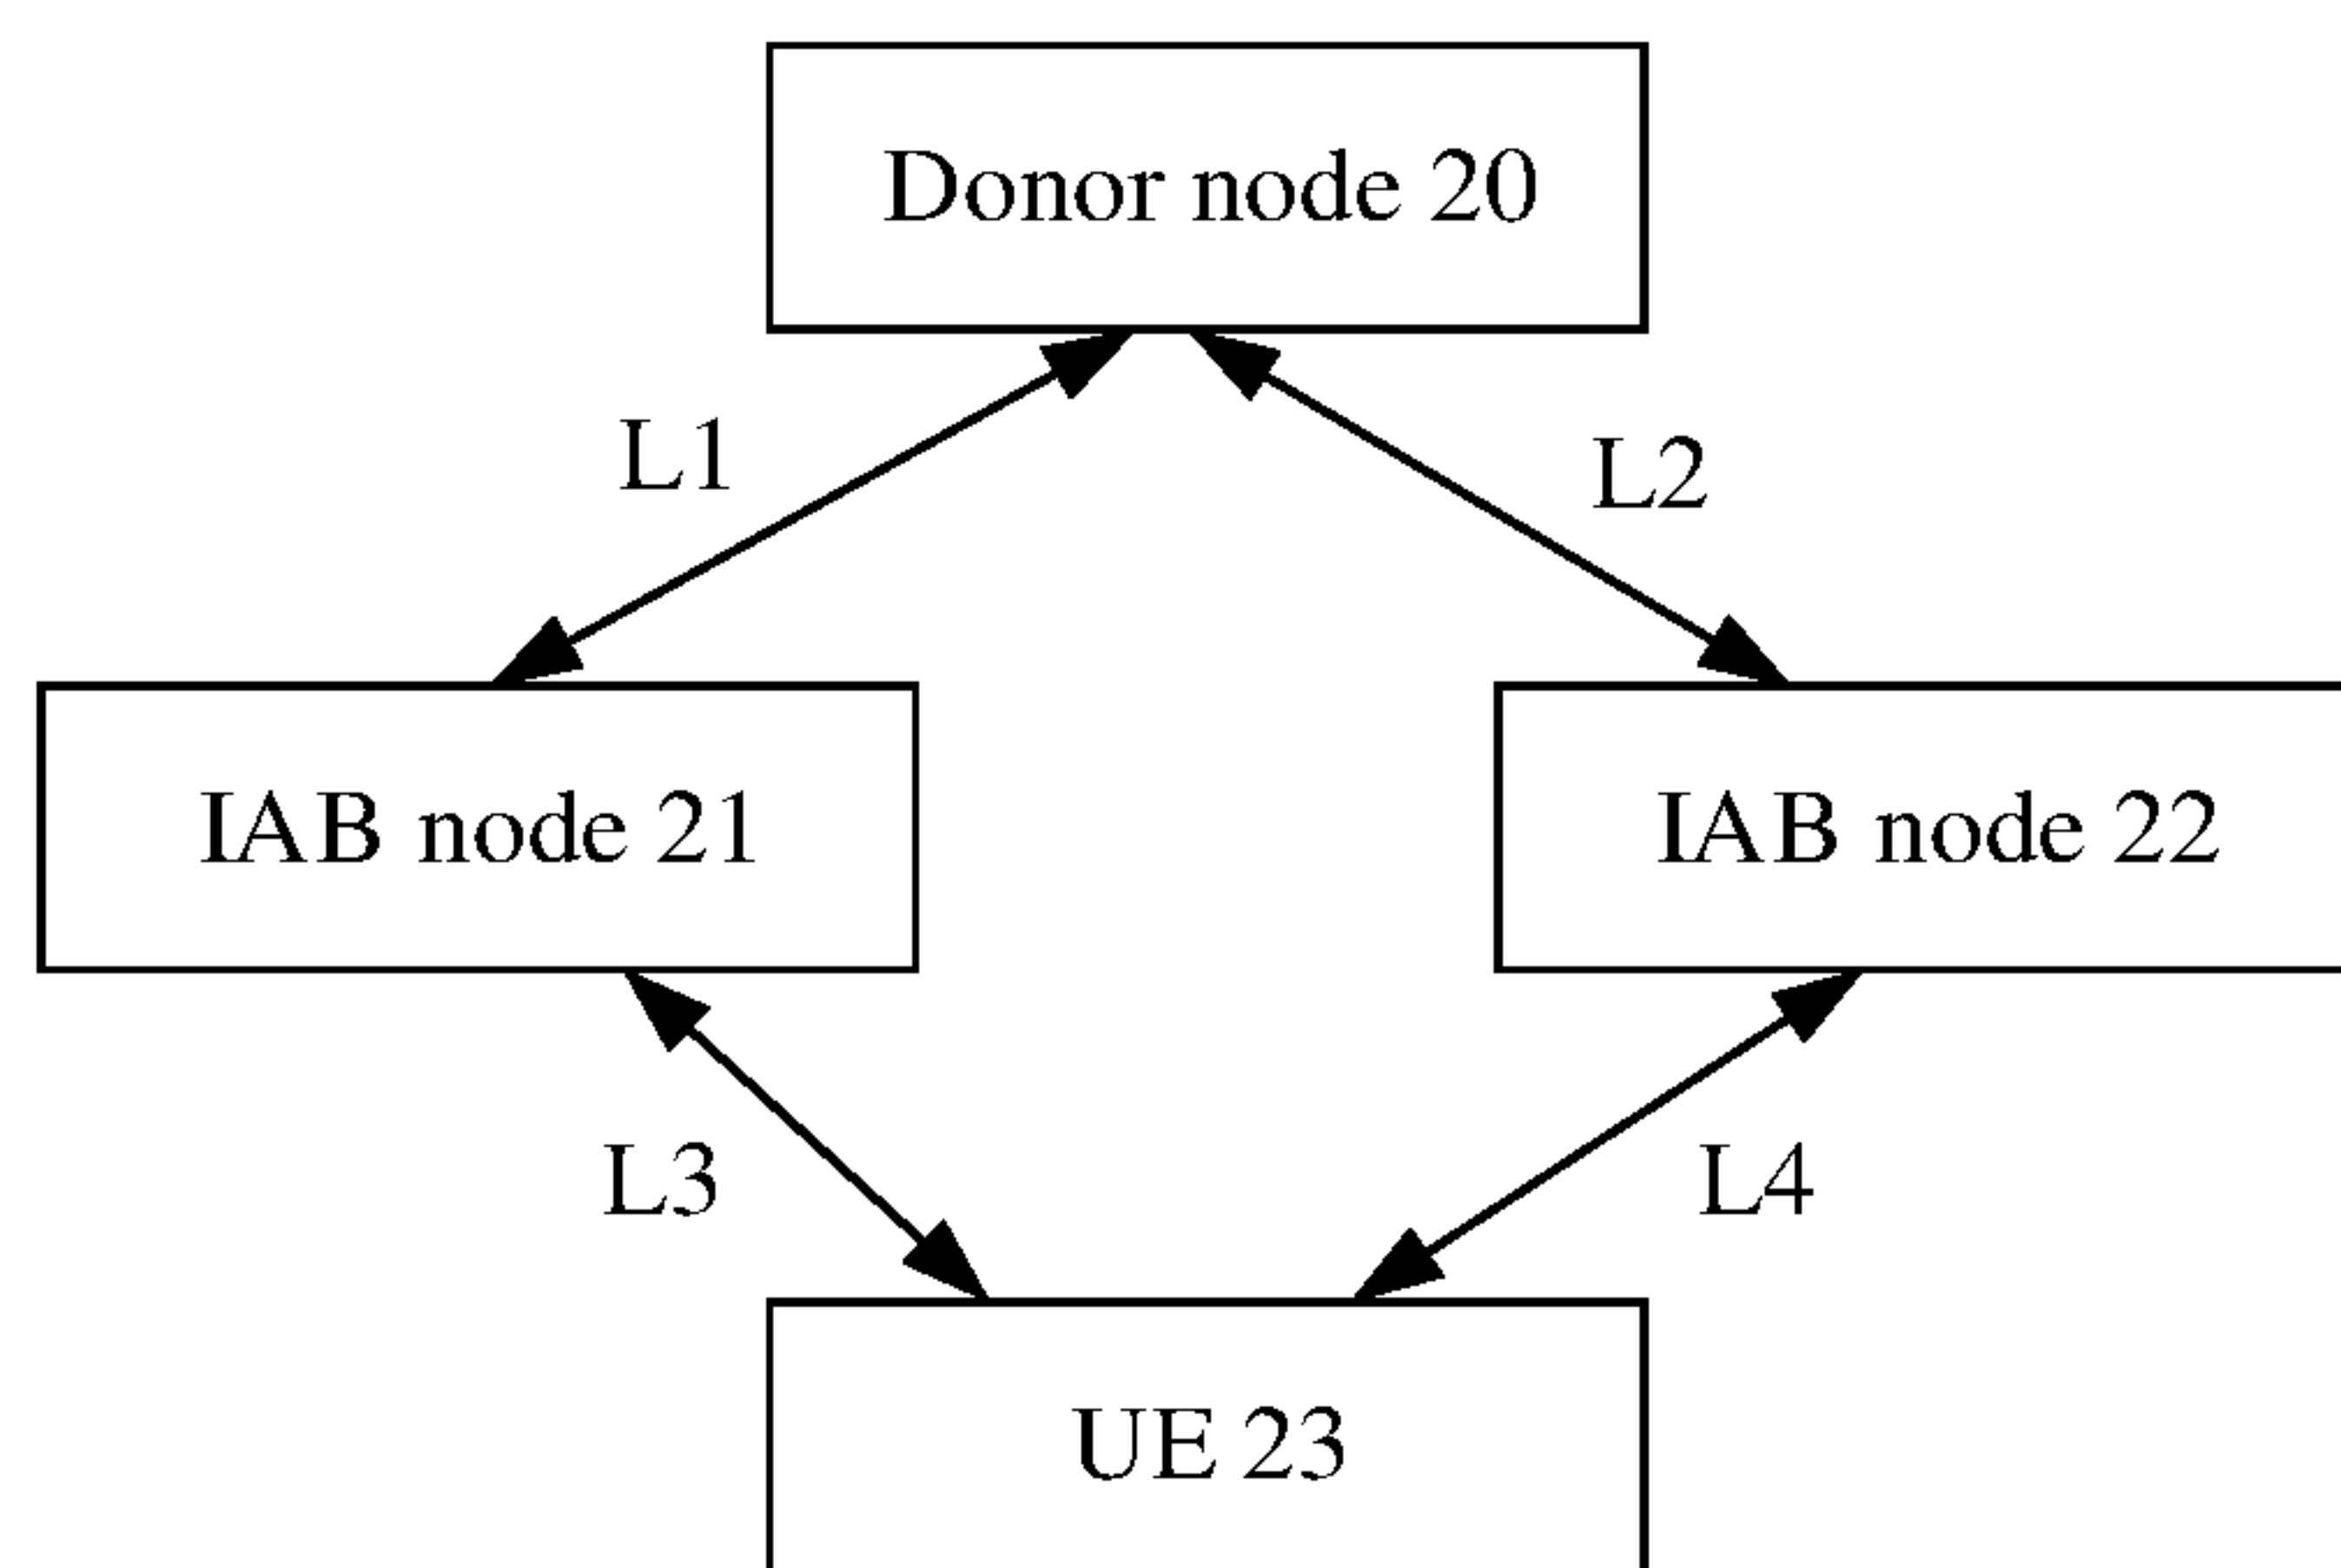 Donor node 20
L1
L2
IAB node 21
IAB node 22
L3
L4
UE 23